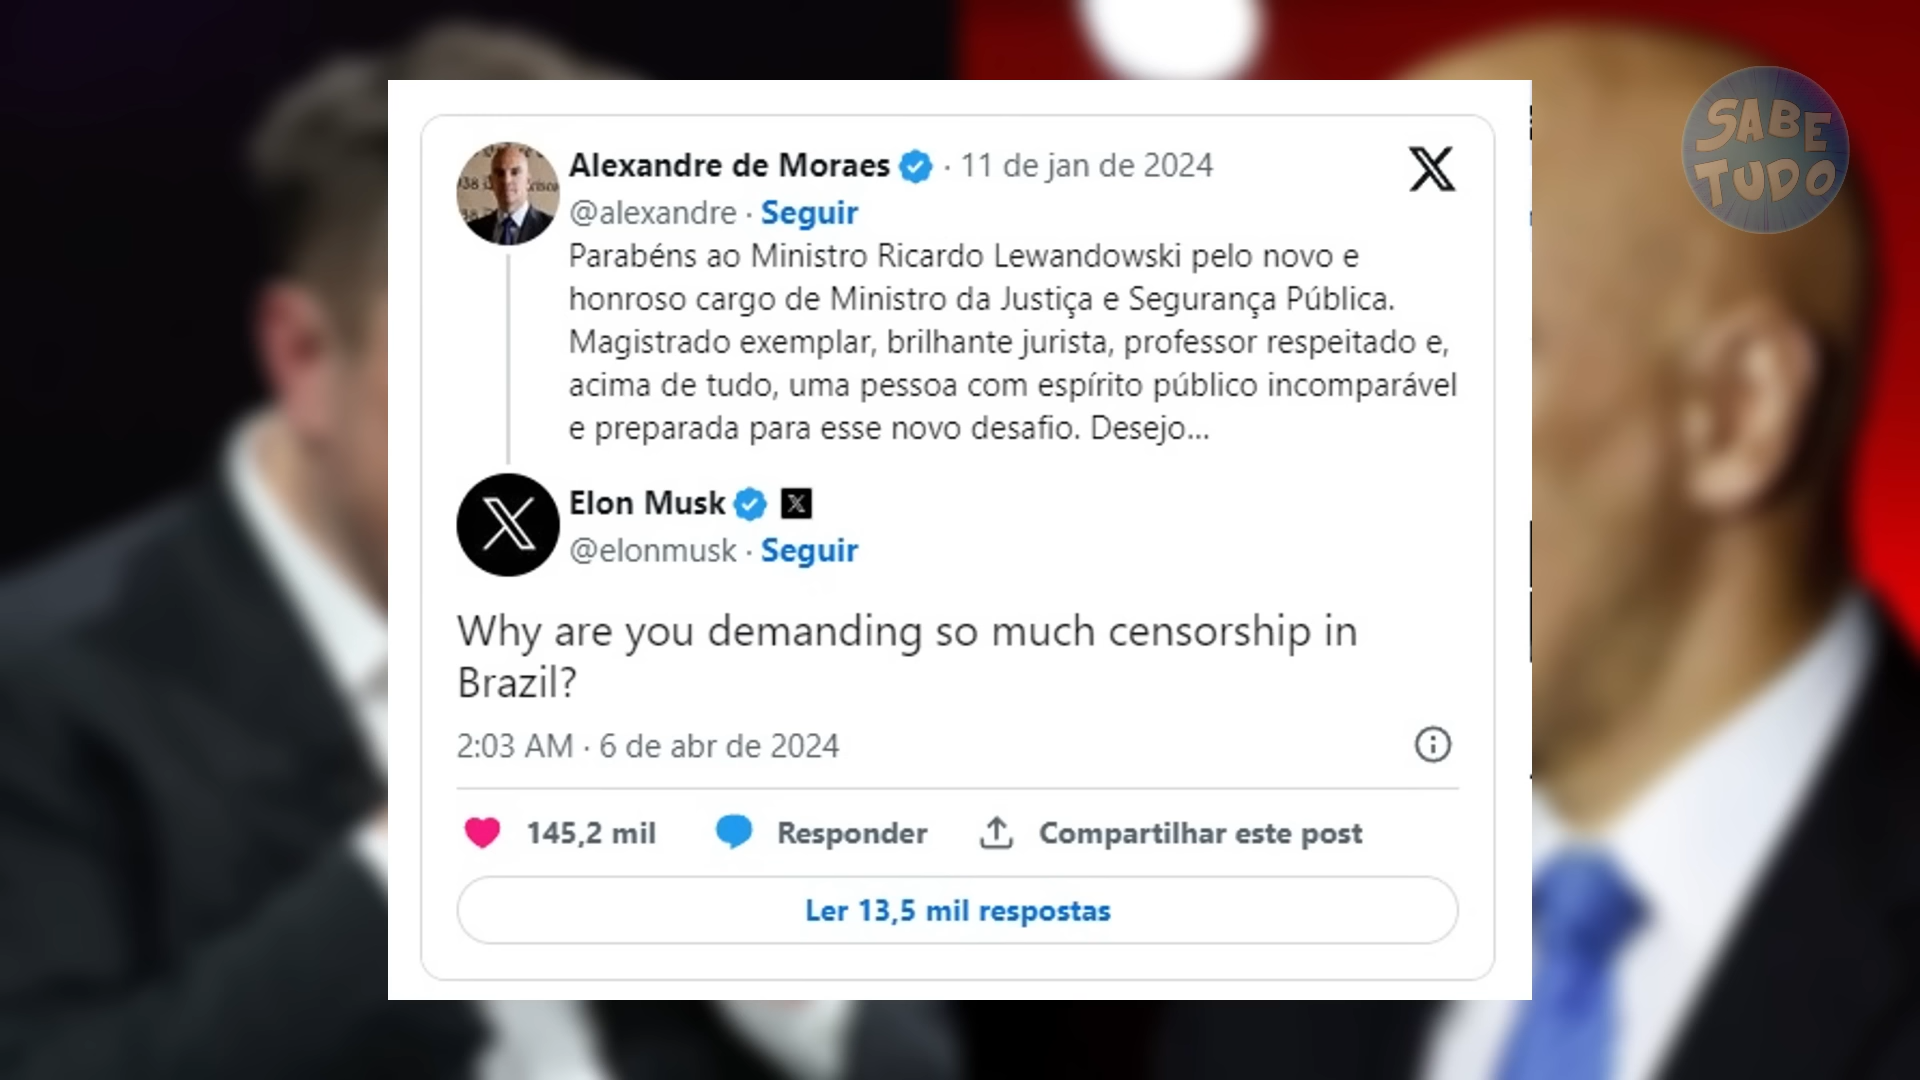 SABE
TUDO
Alexandre de Moraes · 11 de jan de 2024
@alexandre · Seguir
Parabéns ao Ministro Ricardo Lewandowski pelo novo e
honroso cargo de Ministro da Justiça e Segurança Pública.
Magistrado exemplar, brilhante jurista, professor respeitado e,
acima de tudo, uma pessoa com espírito público incomparável
e preparada para esse novo desafio. Desejo...
Elon Musk
@elonmusk · Seguir
Why are you demanding so much censorship in
Brazil?
2:03 AM · 6 de abr de 2024
145,2 mil Responder Compartilhar este post
Ler 13,5 mil respostas